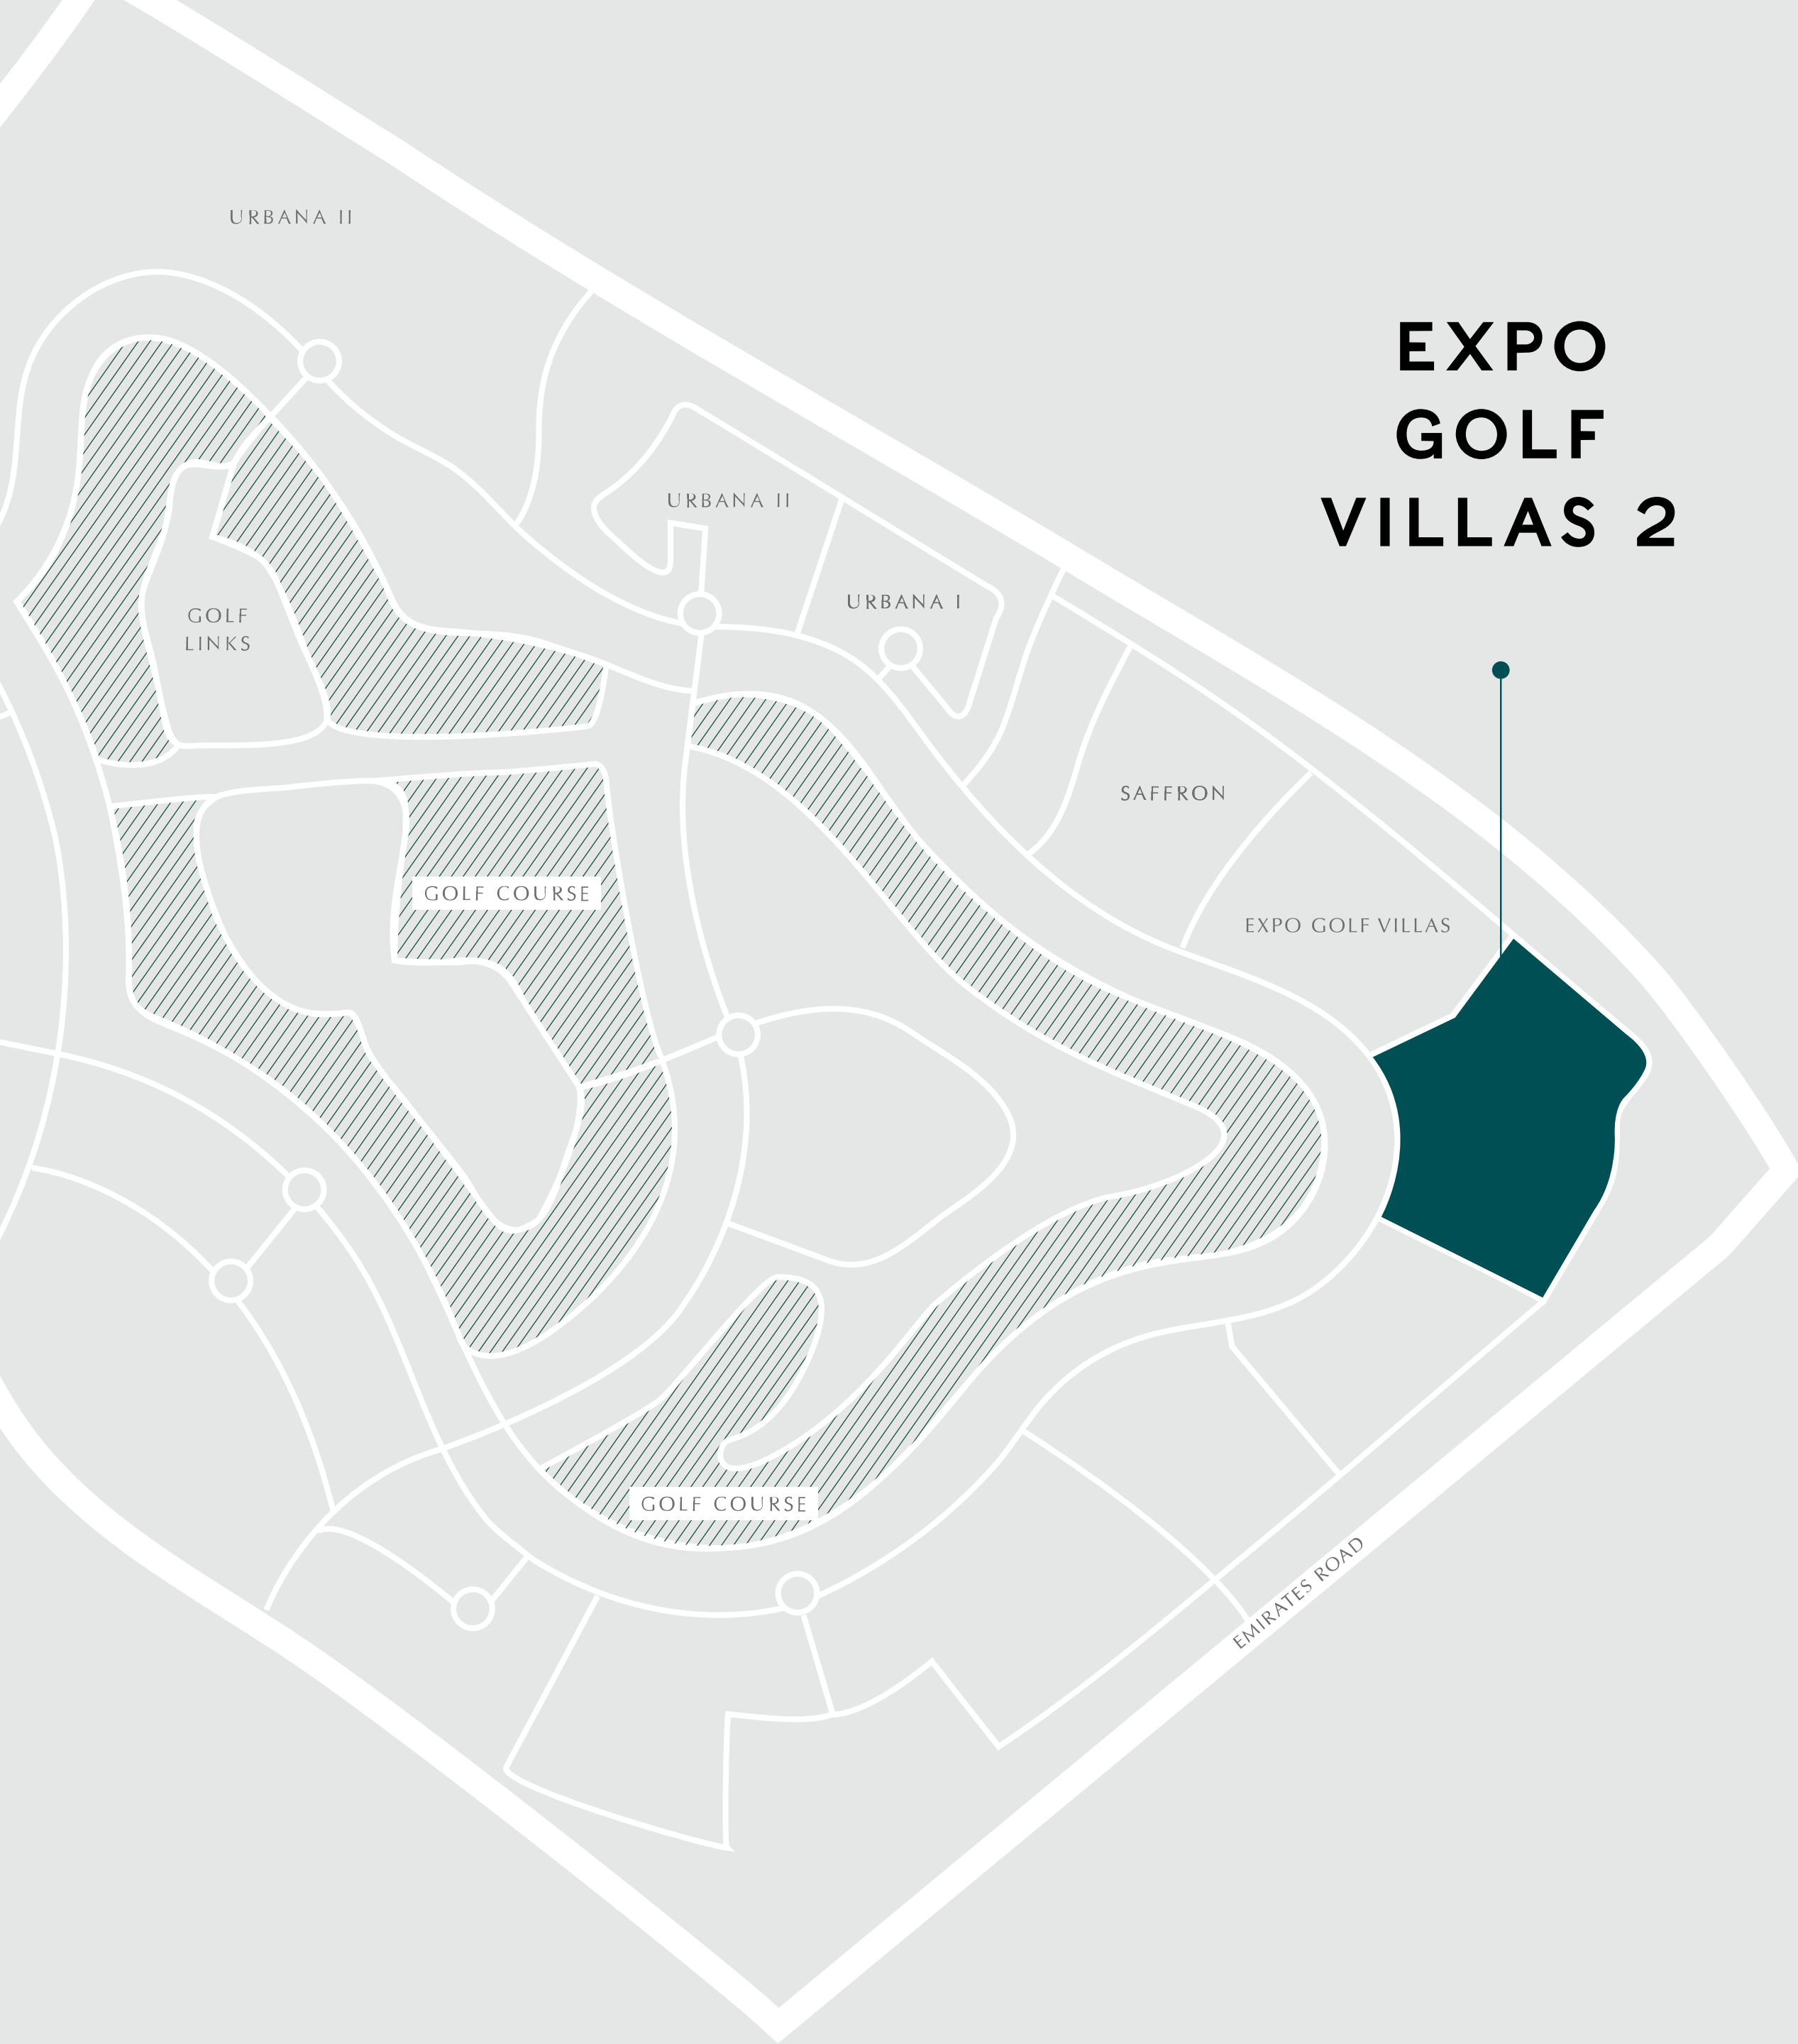 URBANA II
EXPO
GOLF
VILLAS 2
URBANA II
URBANA I
GOLF
LINKS
SAFFRON
GOLF COURSE
EXPO GOLF VILLAS
GOLF COURSE
EMIRATES ROAD